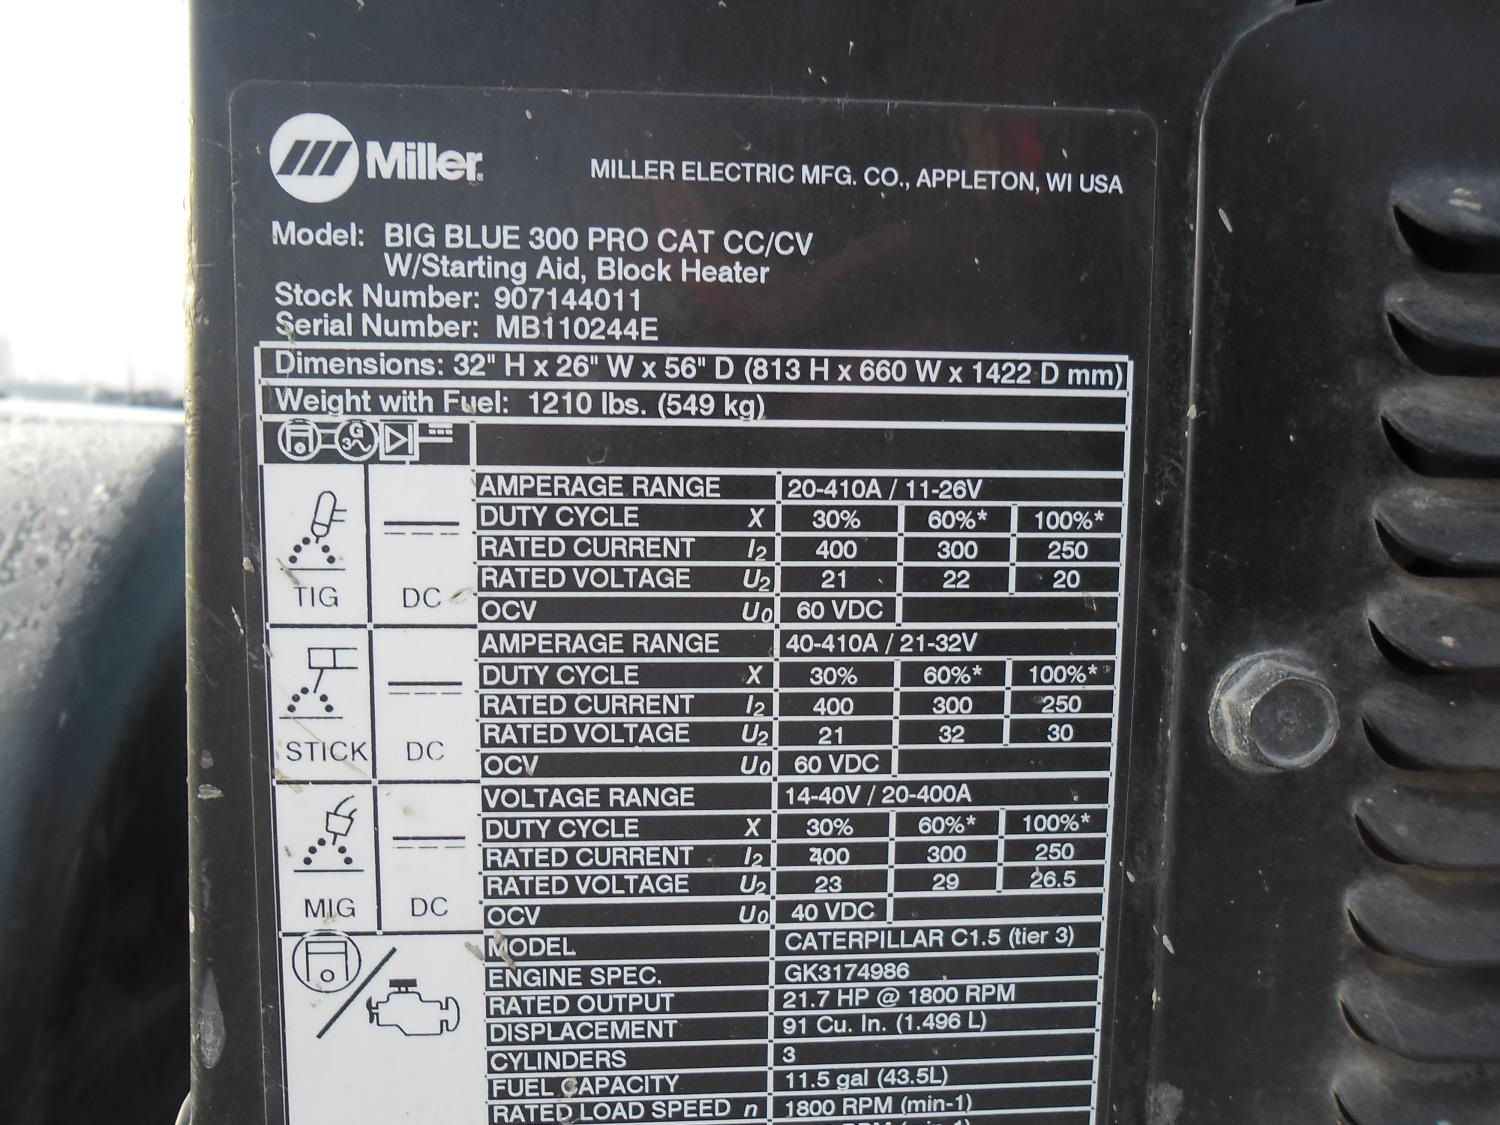 Miller
MILLER ELECTRIC MFG. CO., APPLETON, WI USA
Model: BIG BLUE 300 PRO CAT CC/CV
W/Starting Aid, Block Heater
Stock Number: 907144011
Serial Number: MB110244E
Dimensions: 32" H x 26" W x 56" D (813 H x 660 W x 1422 D mm)
Weight with Fuel: 1210 lbs. (549 kg)
G
3~
TIG DC
AMPERAGE RANGE 20-410A / 11-26V
DUTY CYCLE X 30% 60%* 100%*
RATED CURRENT I2 400 300 250
RATED VOLTAGE U2 21 22 20
OCV U0 60 VDC
STICK DC
AMPERAGE RANGE 40-410A / 21-32V
DUTY CYCLE X 30% 60%* 100%*
RATED CURRENT I2 400 300 250
RATED VOLTAGE U2 21 32 30
OCV U0 60 VDC
MIG DC
VOLTAGE RANGE 14-40V / 20-400A
DUTY CYCLE X 30% 60%* 100%*
RATED CURRENT I2 400 300 250
RATED VOLTAGE U2 23 29 26.5
OCV U0 40 VDC
MODEL CATERPILLAR C1.5 (tier 3)
ENGINE SPEC. GK3174986
RATED OUTPUT 21.7 HP @ 1800 RPM
DISPLACEMENT 91 Cu. In. (1.496 L)
CYLINDERS 3
FUEL CAPACITY 11.5 gal (43.5L)
RATED LOAD SPEED n 1800 RPM (min-1)